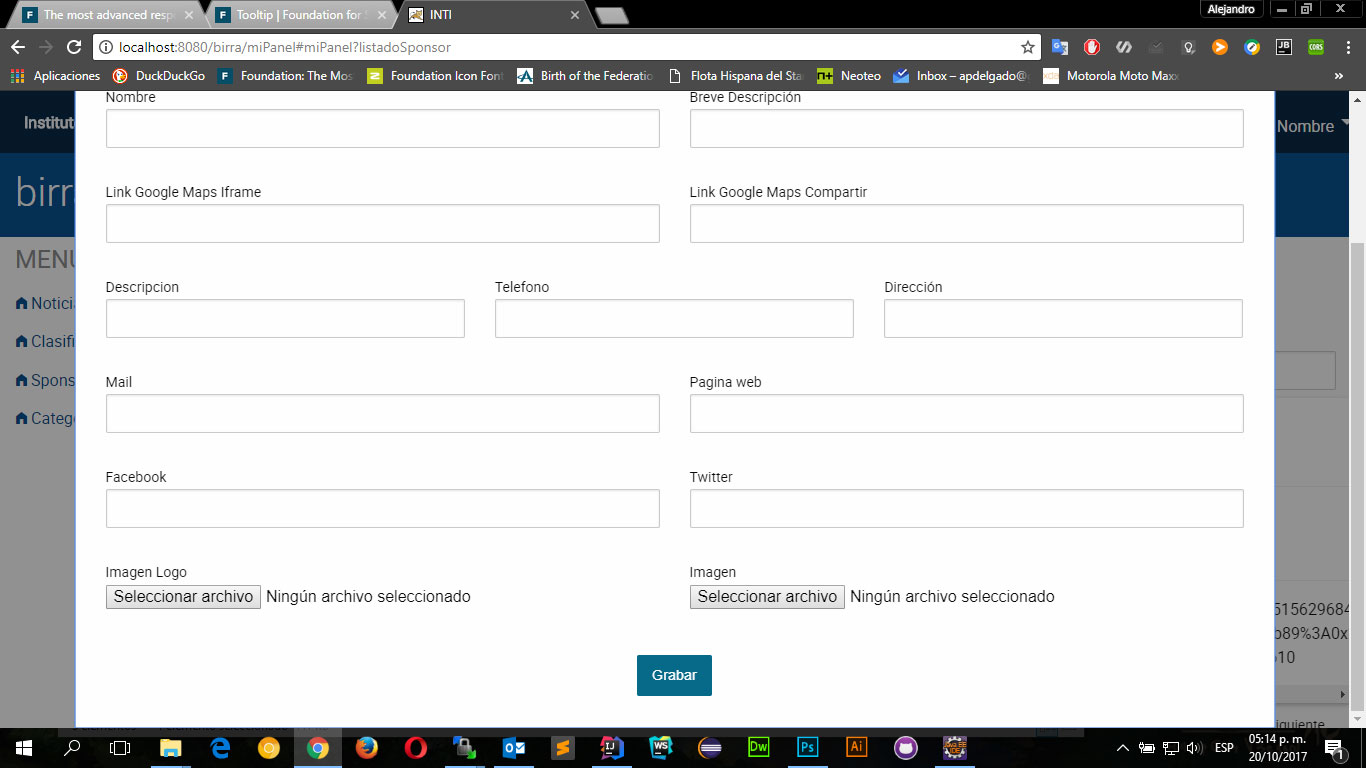 The most advanced resp
Tooltip | Foundation for S
INTI
Alejandro
localhost:8080/birra/miPanel#miPanel?listadoSponsor
Aplicaciones
DuckDuckGo
Foundation: The Mos
Foundation Icon Font
Birth of the Federatio
Flota Hispana del Sta
Neoteo
Inbox – apdelgado@
Motorola Moto Maxx
»
Institut
Nombre
birra
MENU
Notici
Clasifi
Spons
Catego
Nombre
Breve Descripción
Link Google Maps Iframe
Link Google Maps Compartir
Descripcion
Telefono
Dirección
Mail
Pagina web
Facebook
Twitter
Imagen Logo
Imagen
Seleccionar archivo Ningún archivo seleccionado
Seleccionar archivo Ningún archivo seleccionado
Grabar
515629684
b89%3A0x
b10
iguiente
ESP
05:14 p. m.
20/10/2017